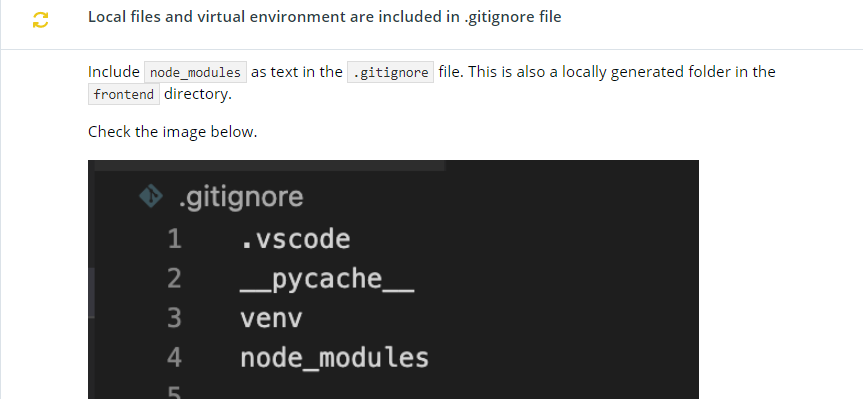 Local files and virtual environment are included in .gitignore file
Include node_modules as text in the .gitignore file. This is also a locally generated folder in the
frontend directory.
Check the image below.
.gitignore
1 .vscode
2 __pycache__
3 venv
4 node_modules
5